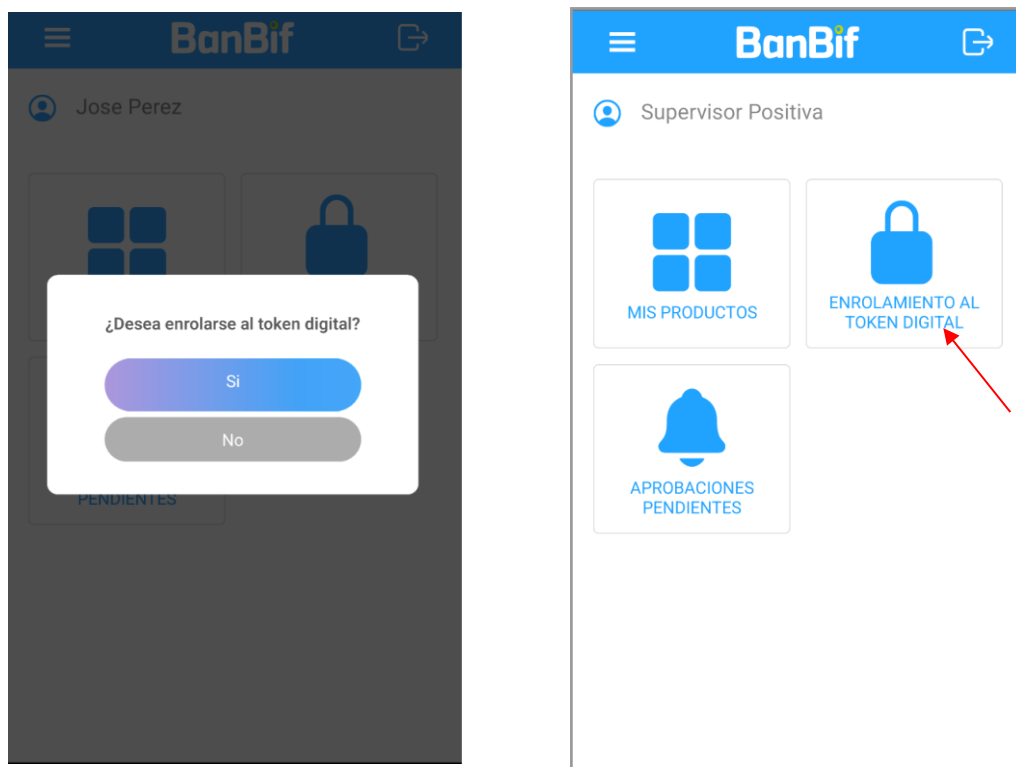 BanBif
Jose Perez
¿Desea enrolarse al token digital?
Si
No
PENDIENTES
BanBif
Supervisor Positiva
MIS PRODUCTOS
ENROLAMIENTO AL
TOKEN DIGITAL
APROBACIONES
PENDIENTES